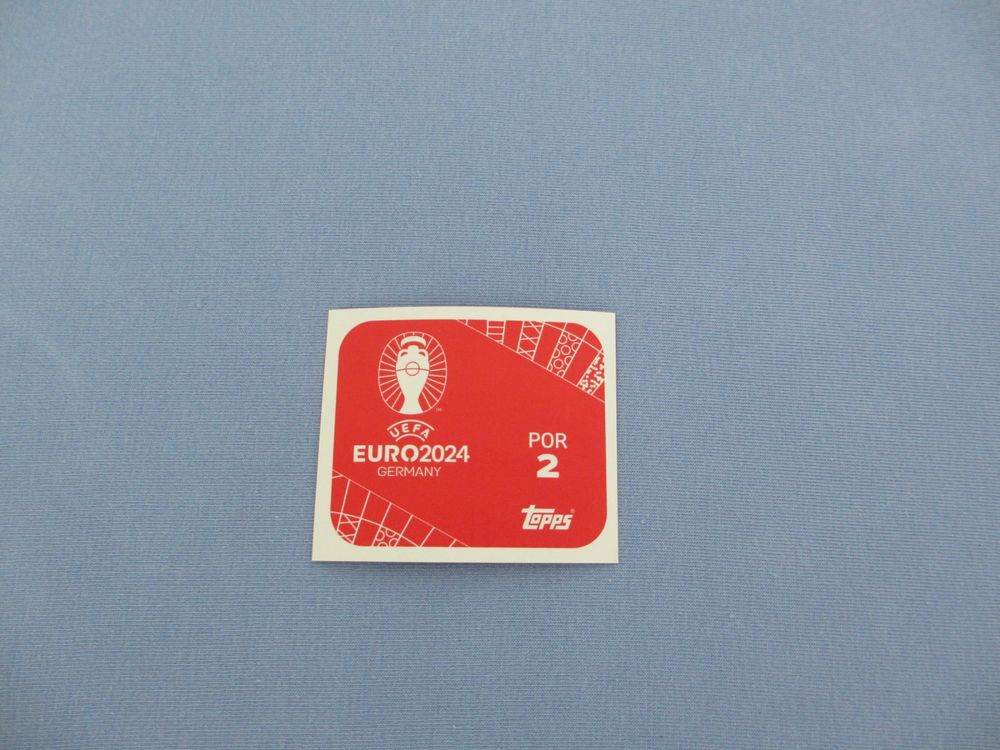 UEFA
EURO2024
GERMANY
POR
2
Topps